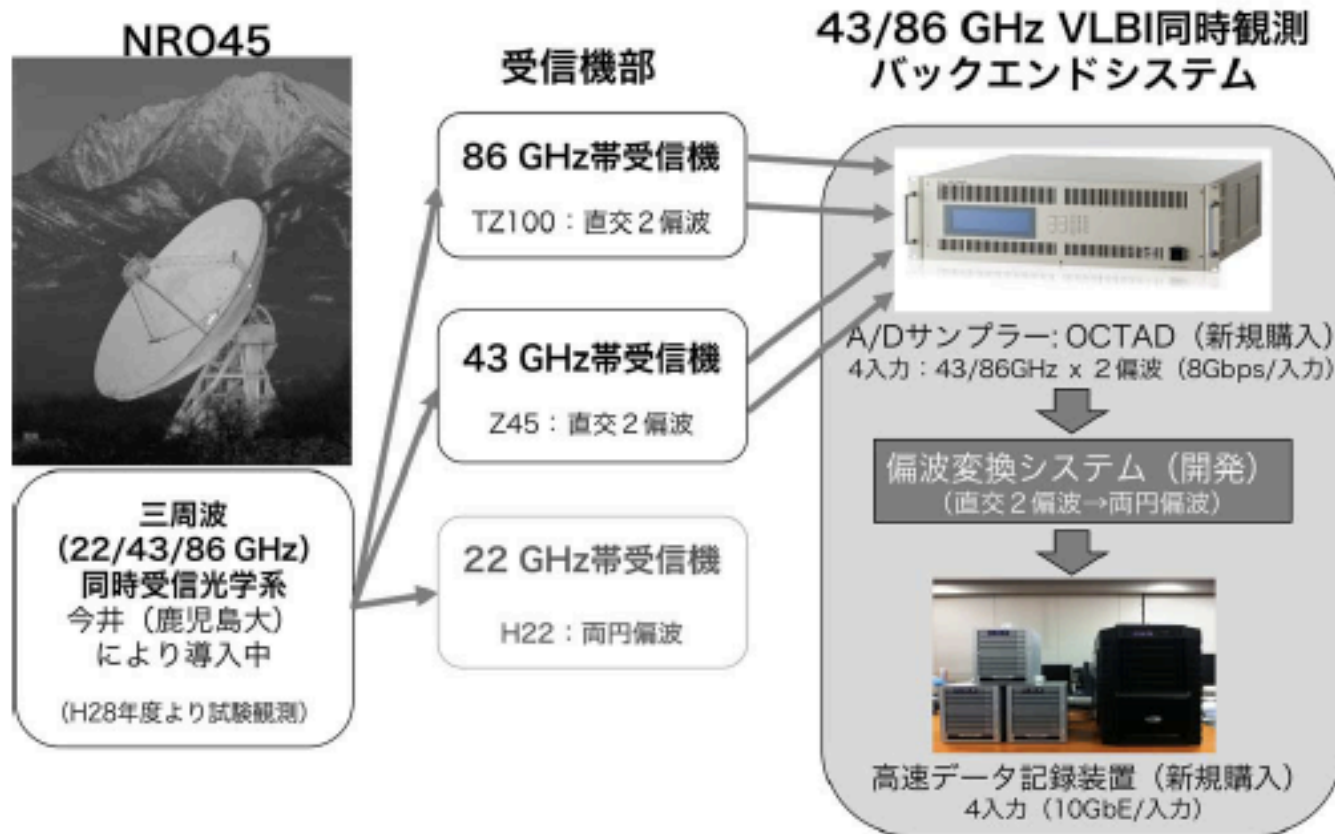 NRO45
三周波
(22/43/86 GHz)
同時受信光学系
今井（鹿児島大）
により導入中
(H28年度より試験観測)
受信機部
86 GHz帯受信機
TZ100：直交２偏波
43 GHz帯受信機
Z45：直交２偏波
22 GHz帯受信機
H22：両円偏波
43/86 GHz VLBI同時観測
バックエンドシステム
A/Dサンプラー: OCTAD（新規購入）
4入力：43/86GHz x ２偏波（8Gbps/入力）
偏波変換システム（開発）
（直交２偏波→両円偏波）
高速データ記録装置（新規購入）
4入力（10GbE/入力）